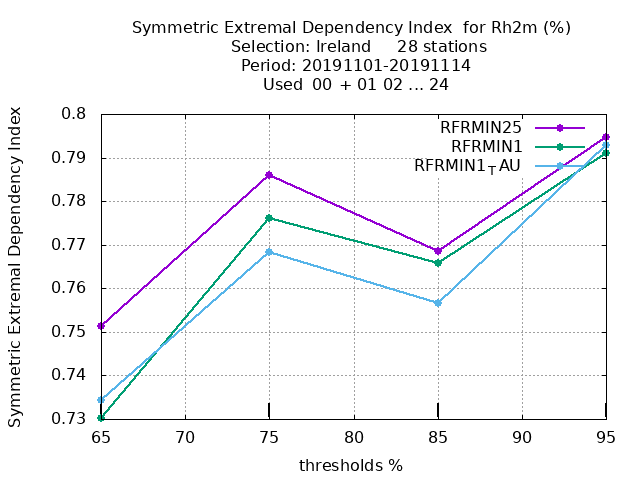 Symmetric Extremal Dependency Index for Rh2m (%)
Selection: Ireland 28 stations
Period: 20191101-20191114
Used 00 + 01 02 ... 24
Symmetric Extremal Dependency Index
0.8
0.79
0.78
0.77
0.76
0.75
0.74
0.73
RFRMIN25
RFRMIN1
RFRMIN1TAU
65 70 75 80 85 90 95
thresholds %